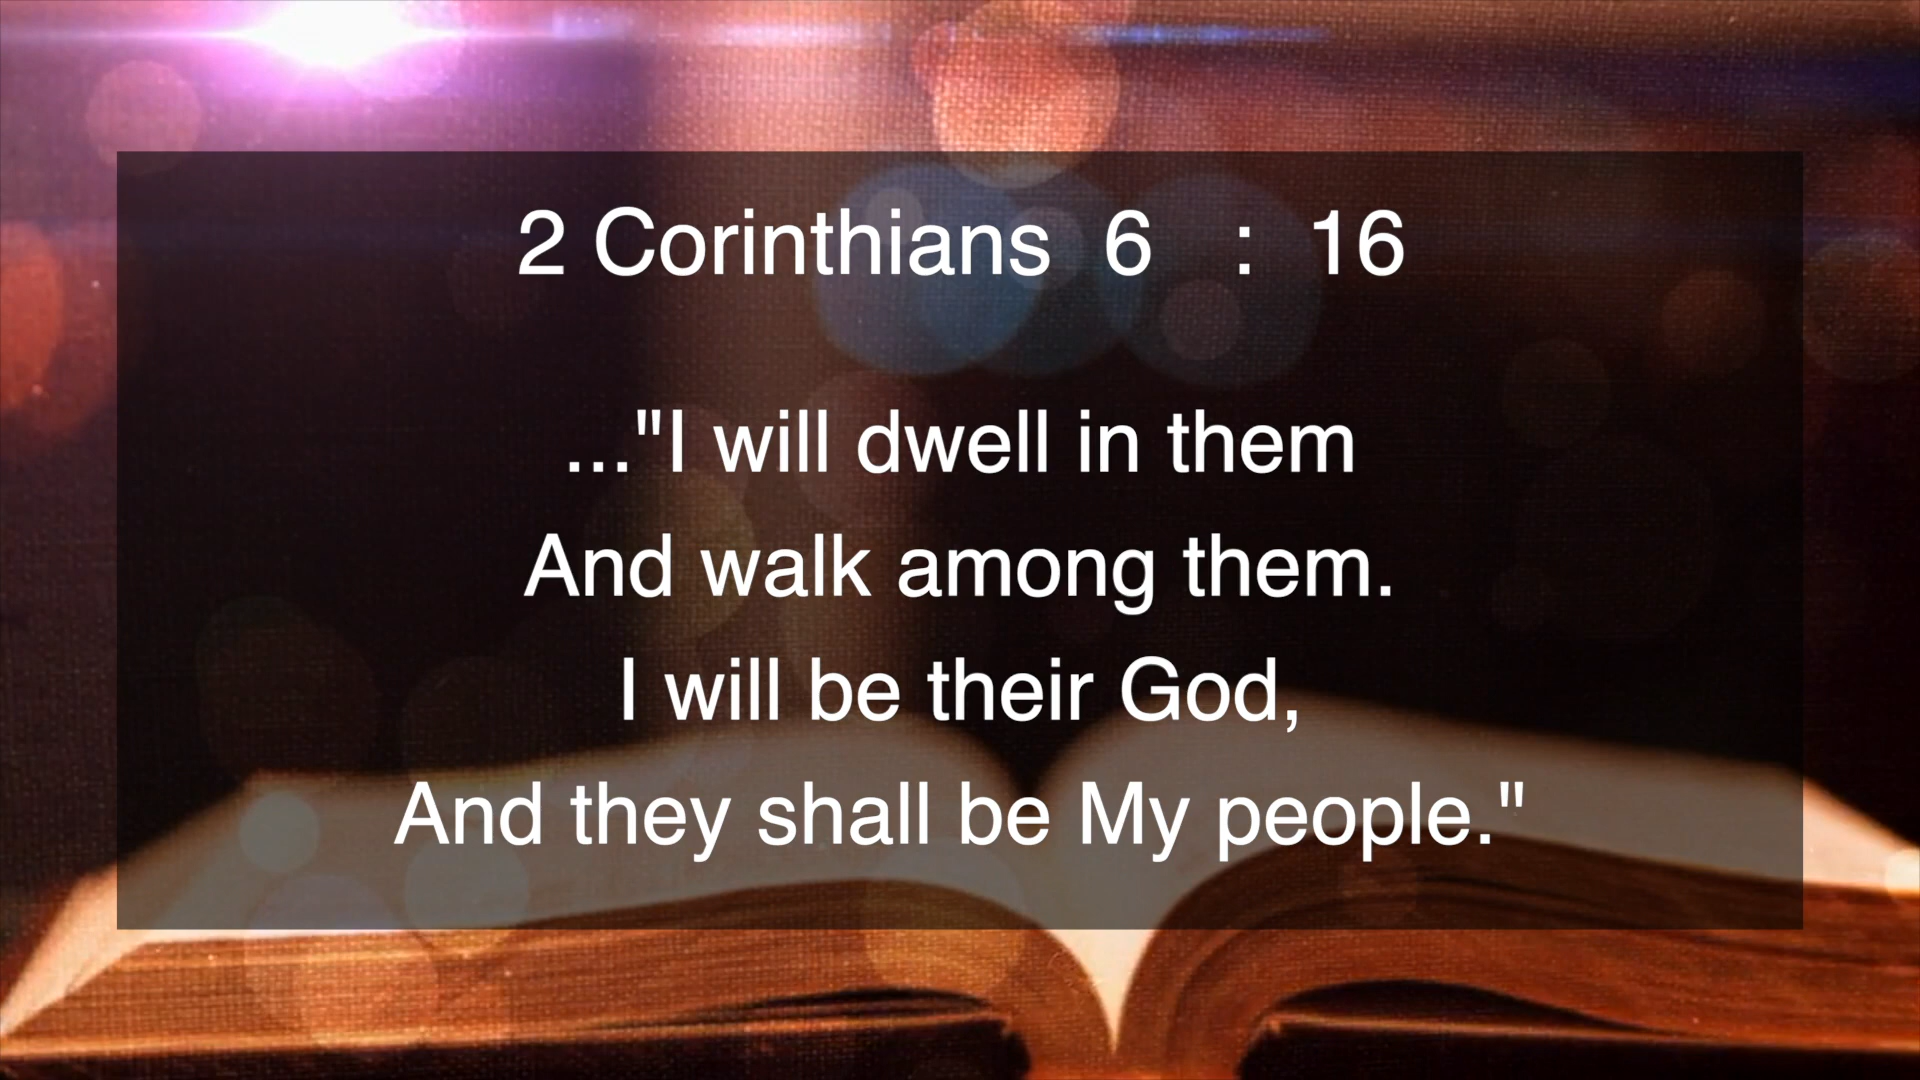 2 Corinthians 6 : 16
..."I will dwell in them
And walk among them.
I will be their God,
And they shall be My people."